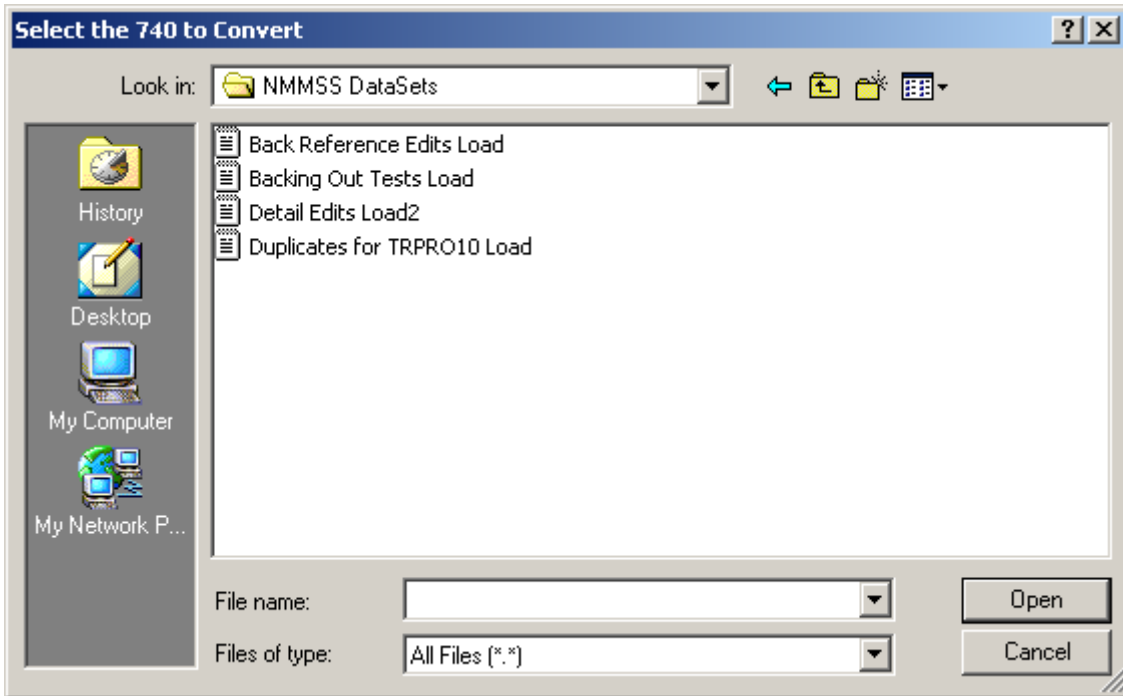 Select the 740 to Convert
Look in: NMMSS DataSets
History
Desktop
My Computer
My Network P...
Back Reference Edits Load
Backing Out Tests Load
Detail Edits Load2
Duplicates for TRPRO10 Load
File name: Open
Files of type: All Files (*.*) Cancel